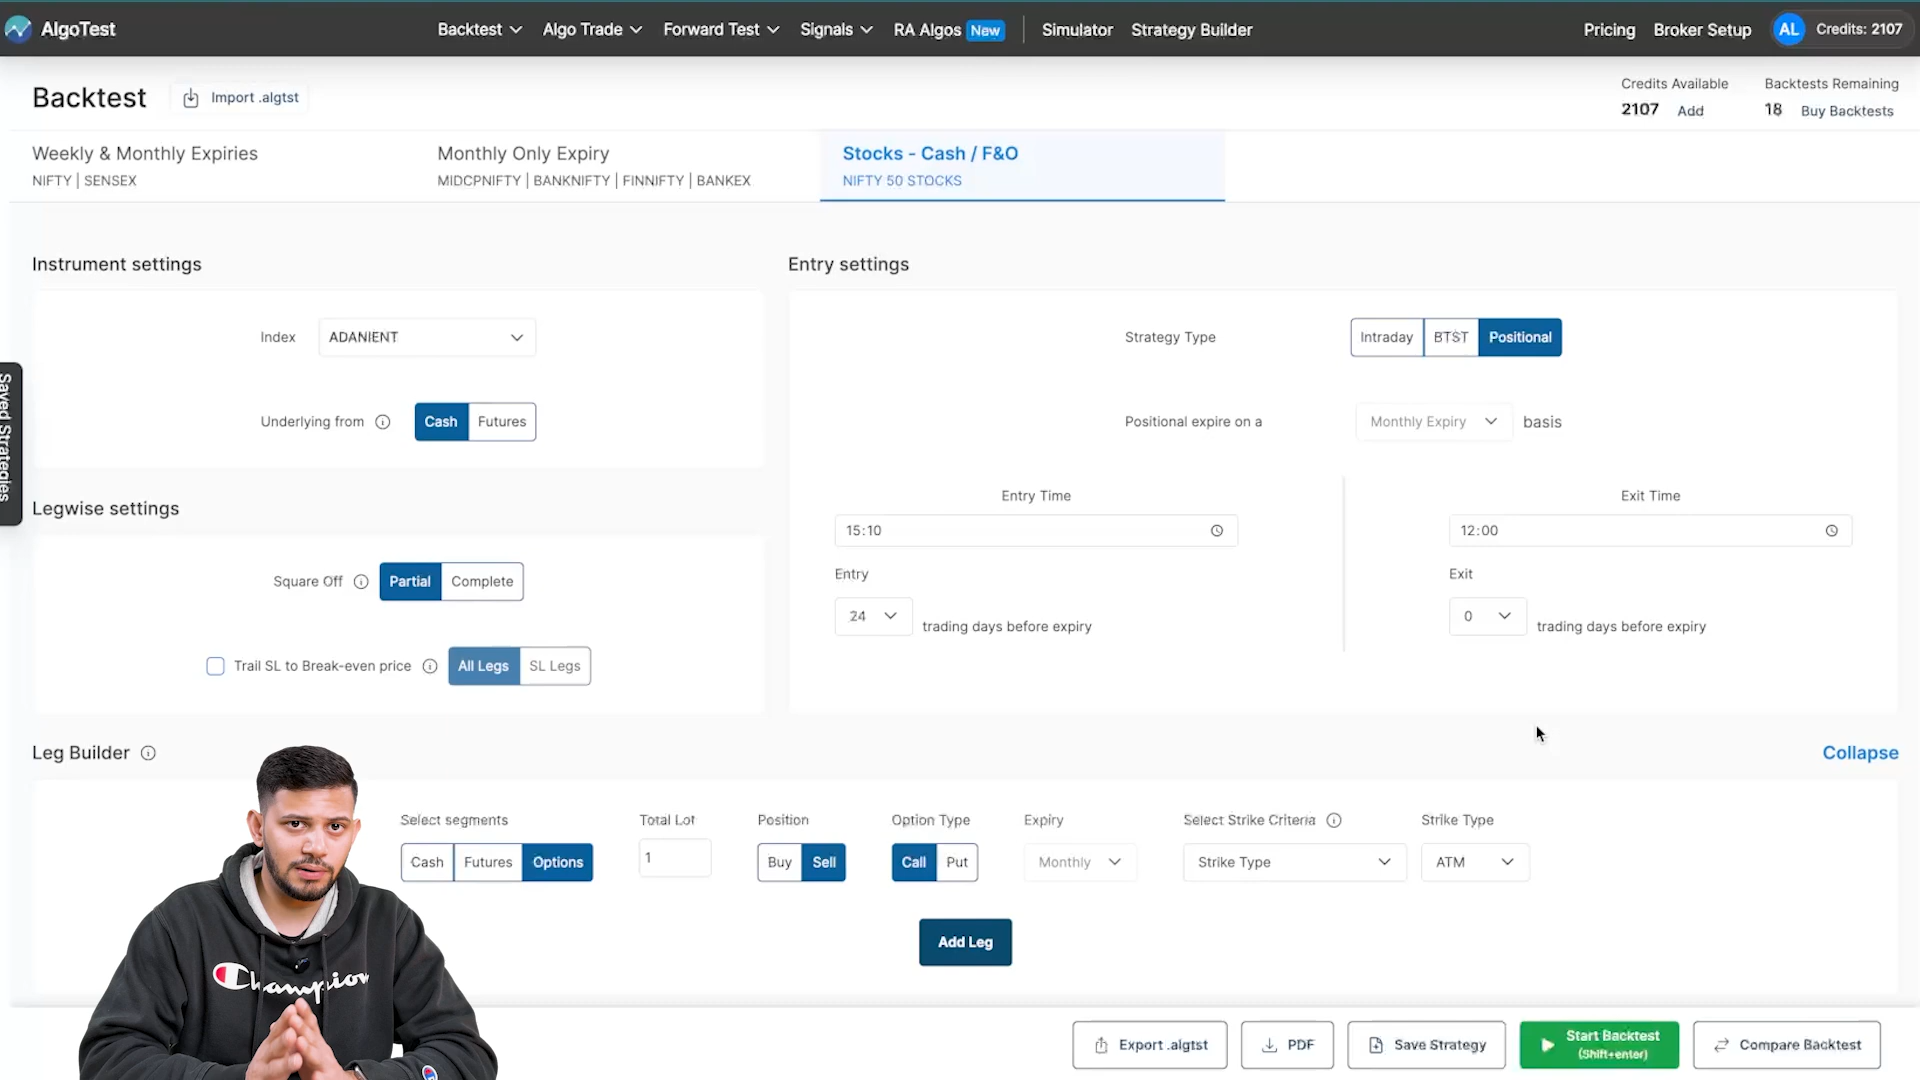 AlgoTest
Backtest
Algo Trade
Forward Test
Signals
RA Algos New
Simulator
Strategy Builder
Pricing
Broker Setup
AL
Credits: 2107
Backtest
Import .algtst
Credits Available
2107 Add
Backtests Remaining
18 Buy Backtests
Weekly & Monthly Expiries
NIFTY | SENSEX
Monthly Only Expiry
MIDCPNIFTY | BANKNIFTY | FINNIFTY | BANKEX
Stocks - Cash / F&O
NIFTY 50 STOCKS
Saved Strategies
Instrument settings
Index ADANIENT
Underlying from Cash Futures
Legwise settings
Square Off Partial Complete
Trail SL to Break-even price All Legs SL Legs
Entry settings
Strategy Type Intraday BTST Positional
Positional expire on a Monthly Expiry basis
Entry Time
15:10
Entry
24 trading days before expiry
Exit Time
12:00
Exit
0 trading days before expiry
Leg Builder
Collapse
Select segments
Cash Futures Options
Total Lot
1
Position
Buy Sell
Option Type
Call Put
Expiry
Monthly
Select Strike Criteria
Strike Type
Strike Type
ATM
Add Leg
Champion
Export .algtst
PDF
Save Strategy
Start Backtest
(Shift+enter)
Compare Backtest